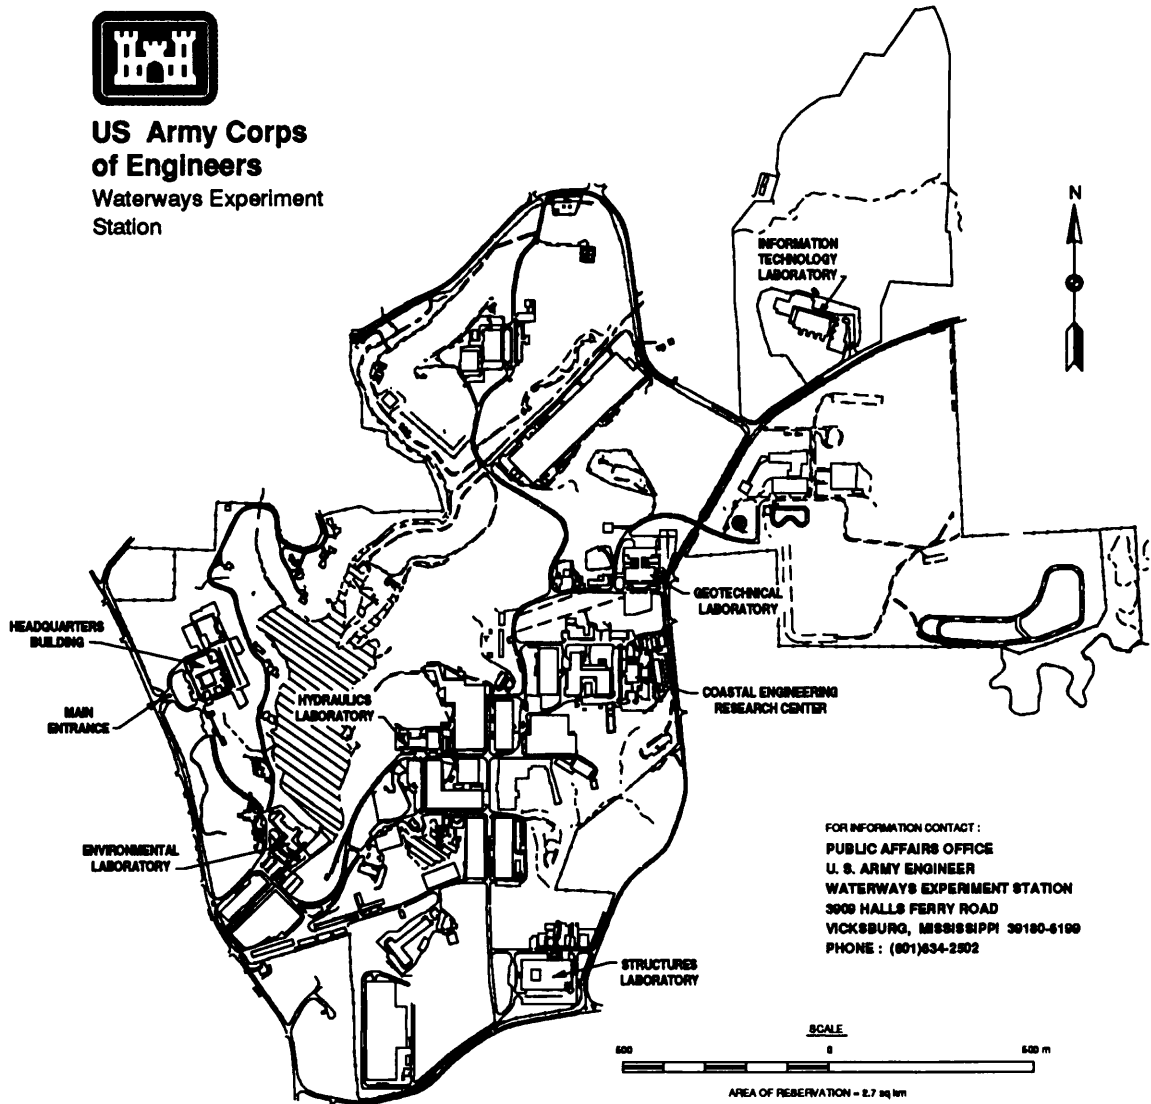 US Army Corps
of Engineers
Waterways Experiment
Station
N
INFORMATION
TECHNOLOGY
LABORATORY
GEOTECHNICAL
LABORATORY
HEADQUARTERS
BUILDING
MAIN
ENTRANCE
HYDRAULICS
LABORATORY
COASTAL ENGINEERING
RESEARCH CENTER
ENVIRONMENTAL
LABORATORY
STRUCTURES
LABORATORY
FOR INFORMATION CONTACT :
PUBLIC AFFAIRS OFFICE
U. S. ARMY ENGINEER
WATERWAYS EXPERIMENT STATION
3909 HALLS FERRY ROAD
VICKSBURG, MISSISSIPPI 39180-6199
PHONE : (601)634-2502
SCALE
500 0 500 m
AREA OF RESERVATION = 2.7 sq km